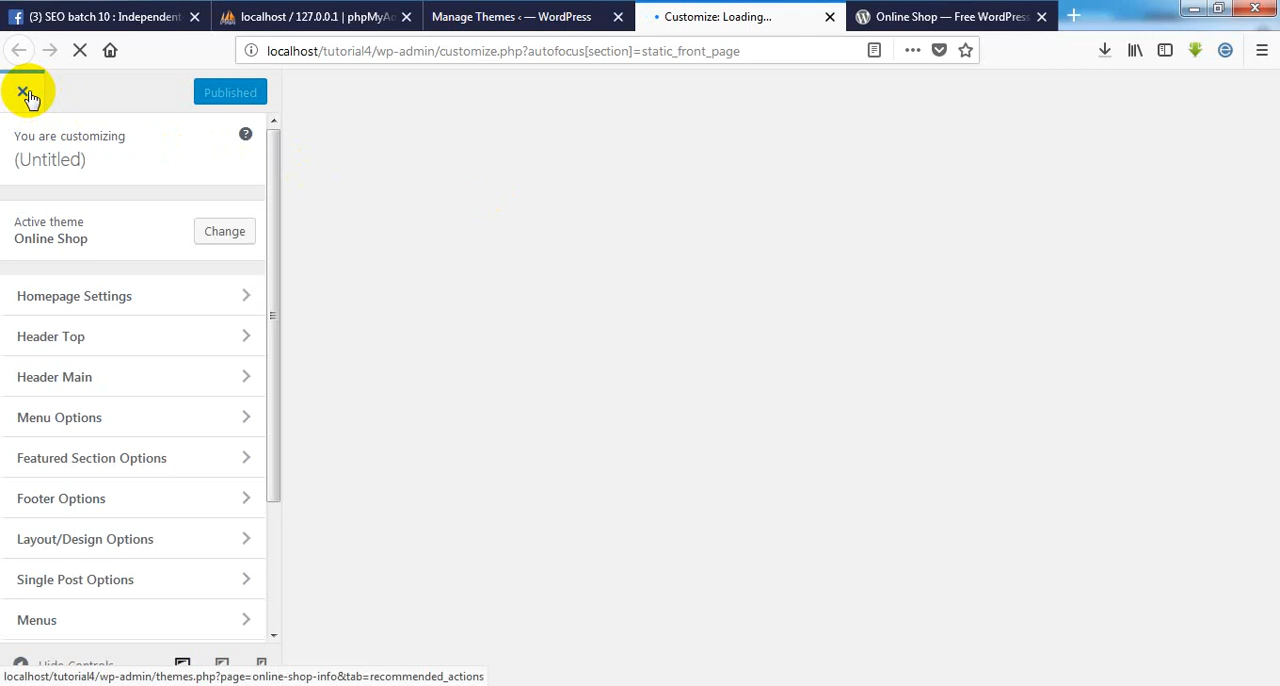 (3) SEO batch 10 : Independent
localhost / 127.0.0.1 | phpMyAd
Manage Themes ‹ — WordPress
Customize: Loading...
Online Shop — Free WordPress
localhost/tutorial4/wp-admin/customize.php?autofocus[section]=static_front_page
Published
You are customizing
(Untitled)
Active theme
Online Shop
Change
Homepage Settings
Header Top
Header Main
Menu Options
Featured Section Options
Footer Options
Layout/Design Options
Single Post Options
Menus
Hide Controls
localhost/tutorial4/wp-admin/themes.php?page=online-shop-info&tab=recommended_actions